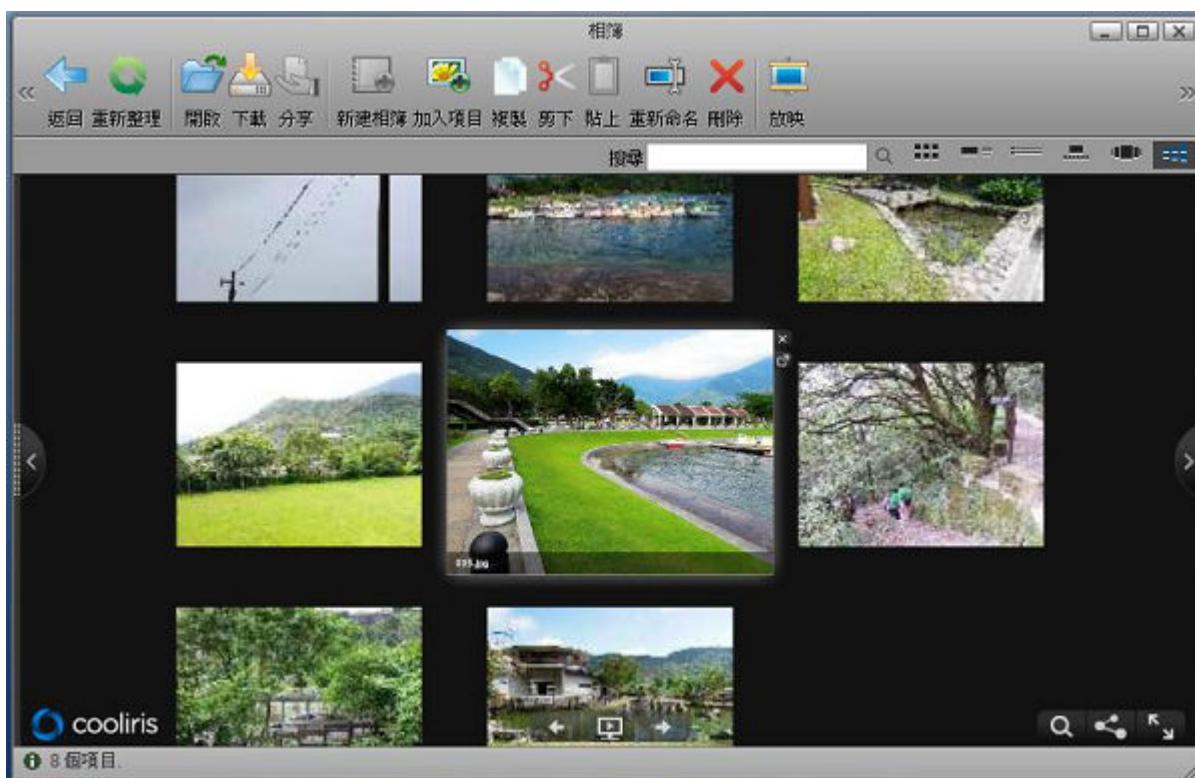 相簿
返回 重新整理 開啟 下載 分享 新建相簿 加入項目 複製 剪下 貼上 重新命名 刪除 放映
搜尋
cooliris
8 個項目.